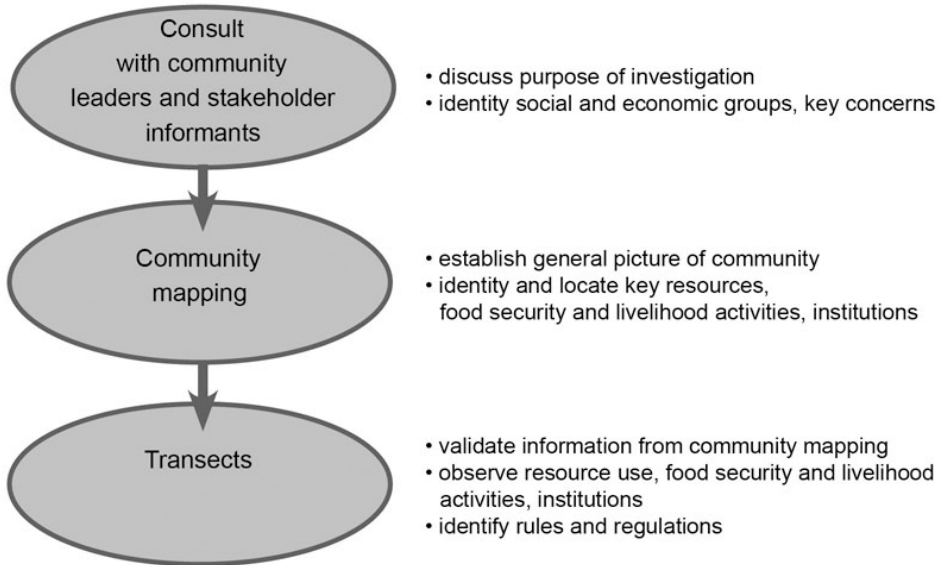 Consult
with community
leaders and stakeholder
informants
• discuss purpose of investigation
• identity social and economic groups, key concerns
Community
mapping
• establish general picture of community
• identity and locate key resources,
food security and livelihood activities, institutions
Transects
• validate information from community mapping
• observe resource use, food security and livelihood
activities, institutions
• identify rules and regulations